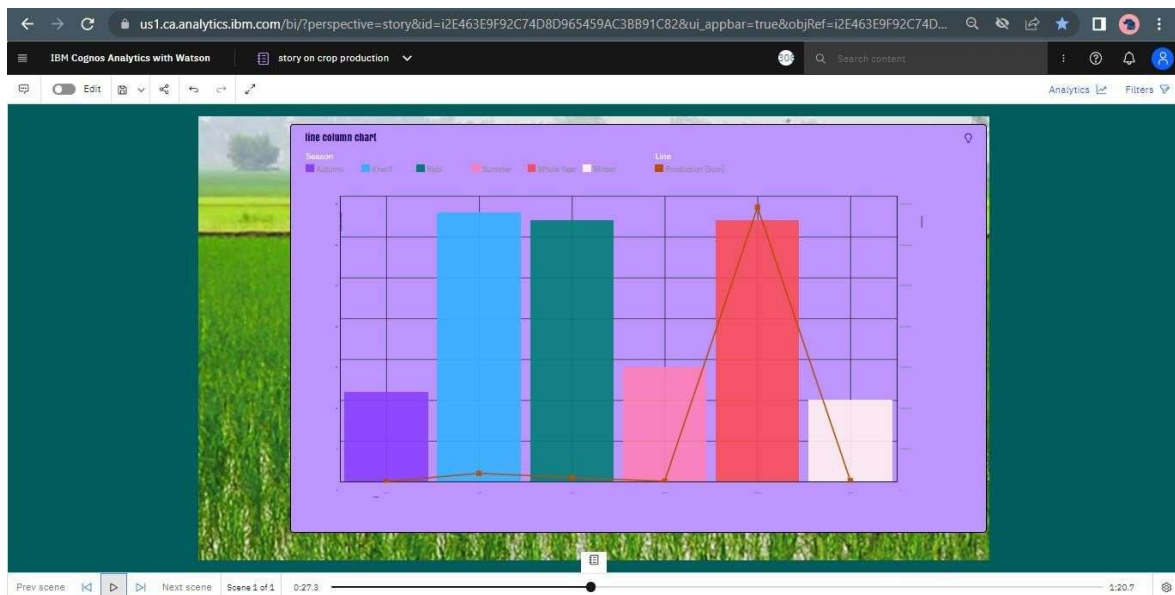 us1.ca.analytics.ibm.com/bi/?perspective=story&id=i2E463E9F92C74D8D965459AC3BB91C82&ui_appbar=true&objRef=i2E463E9F92C74D...
IBM Cognos Analytics with Watson
story on crop production
Search content
Edit
Analytics
Filters
line column chart
Season
Line
Autumn
Kharif
Rabi
Summer
Whole Year
Winter
Production (Sum)
Prev scene
Next scene
Scene 1 of 1
0:27.3
1:20.7